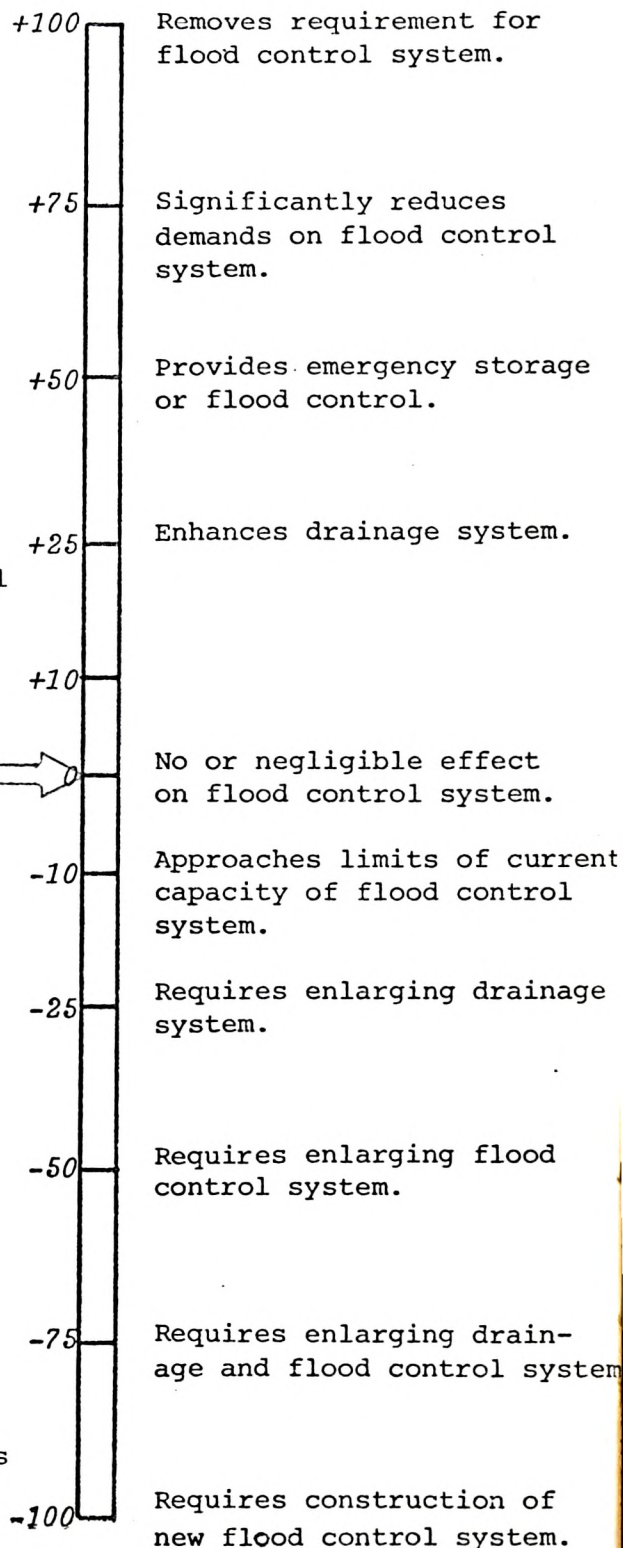 +100 Removes requirement for
flood control system.
+75 Significantly reduces
demands on flood control
system.
+50 Provides emergency storage
or flood control.
+25 Enhances drainage system.
l
+10
0 No or negligible effect
on flood control system.
-10 Approaches limits of current
capacity of flood control
system.
-25 Requires enlarging drainage
system.
-50 Requires enlarging flood
control system.
-75 Requires enlarging drain-
age and flood control system
s
-100 Requires construction of
new flood control system.